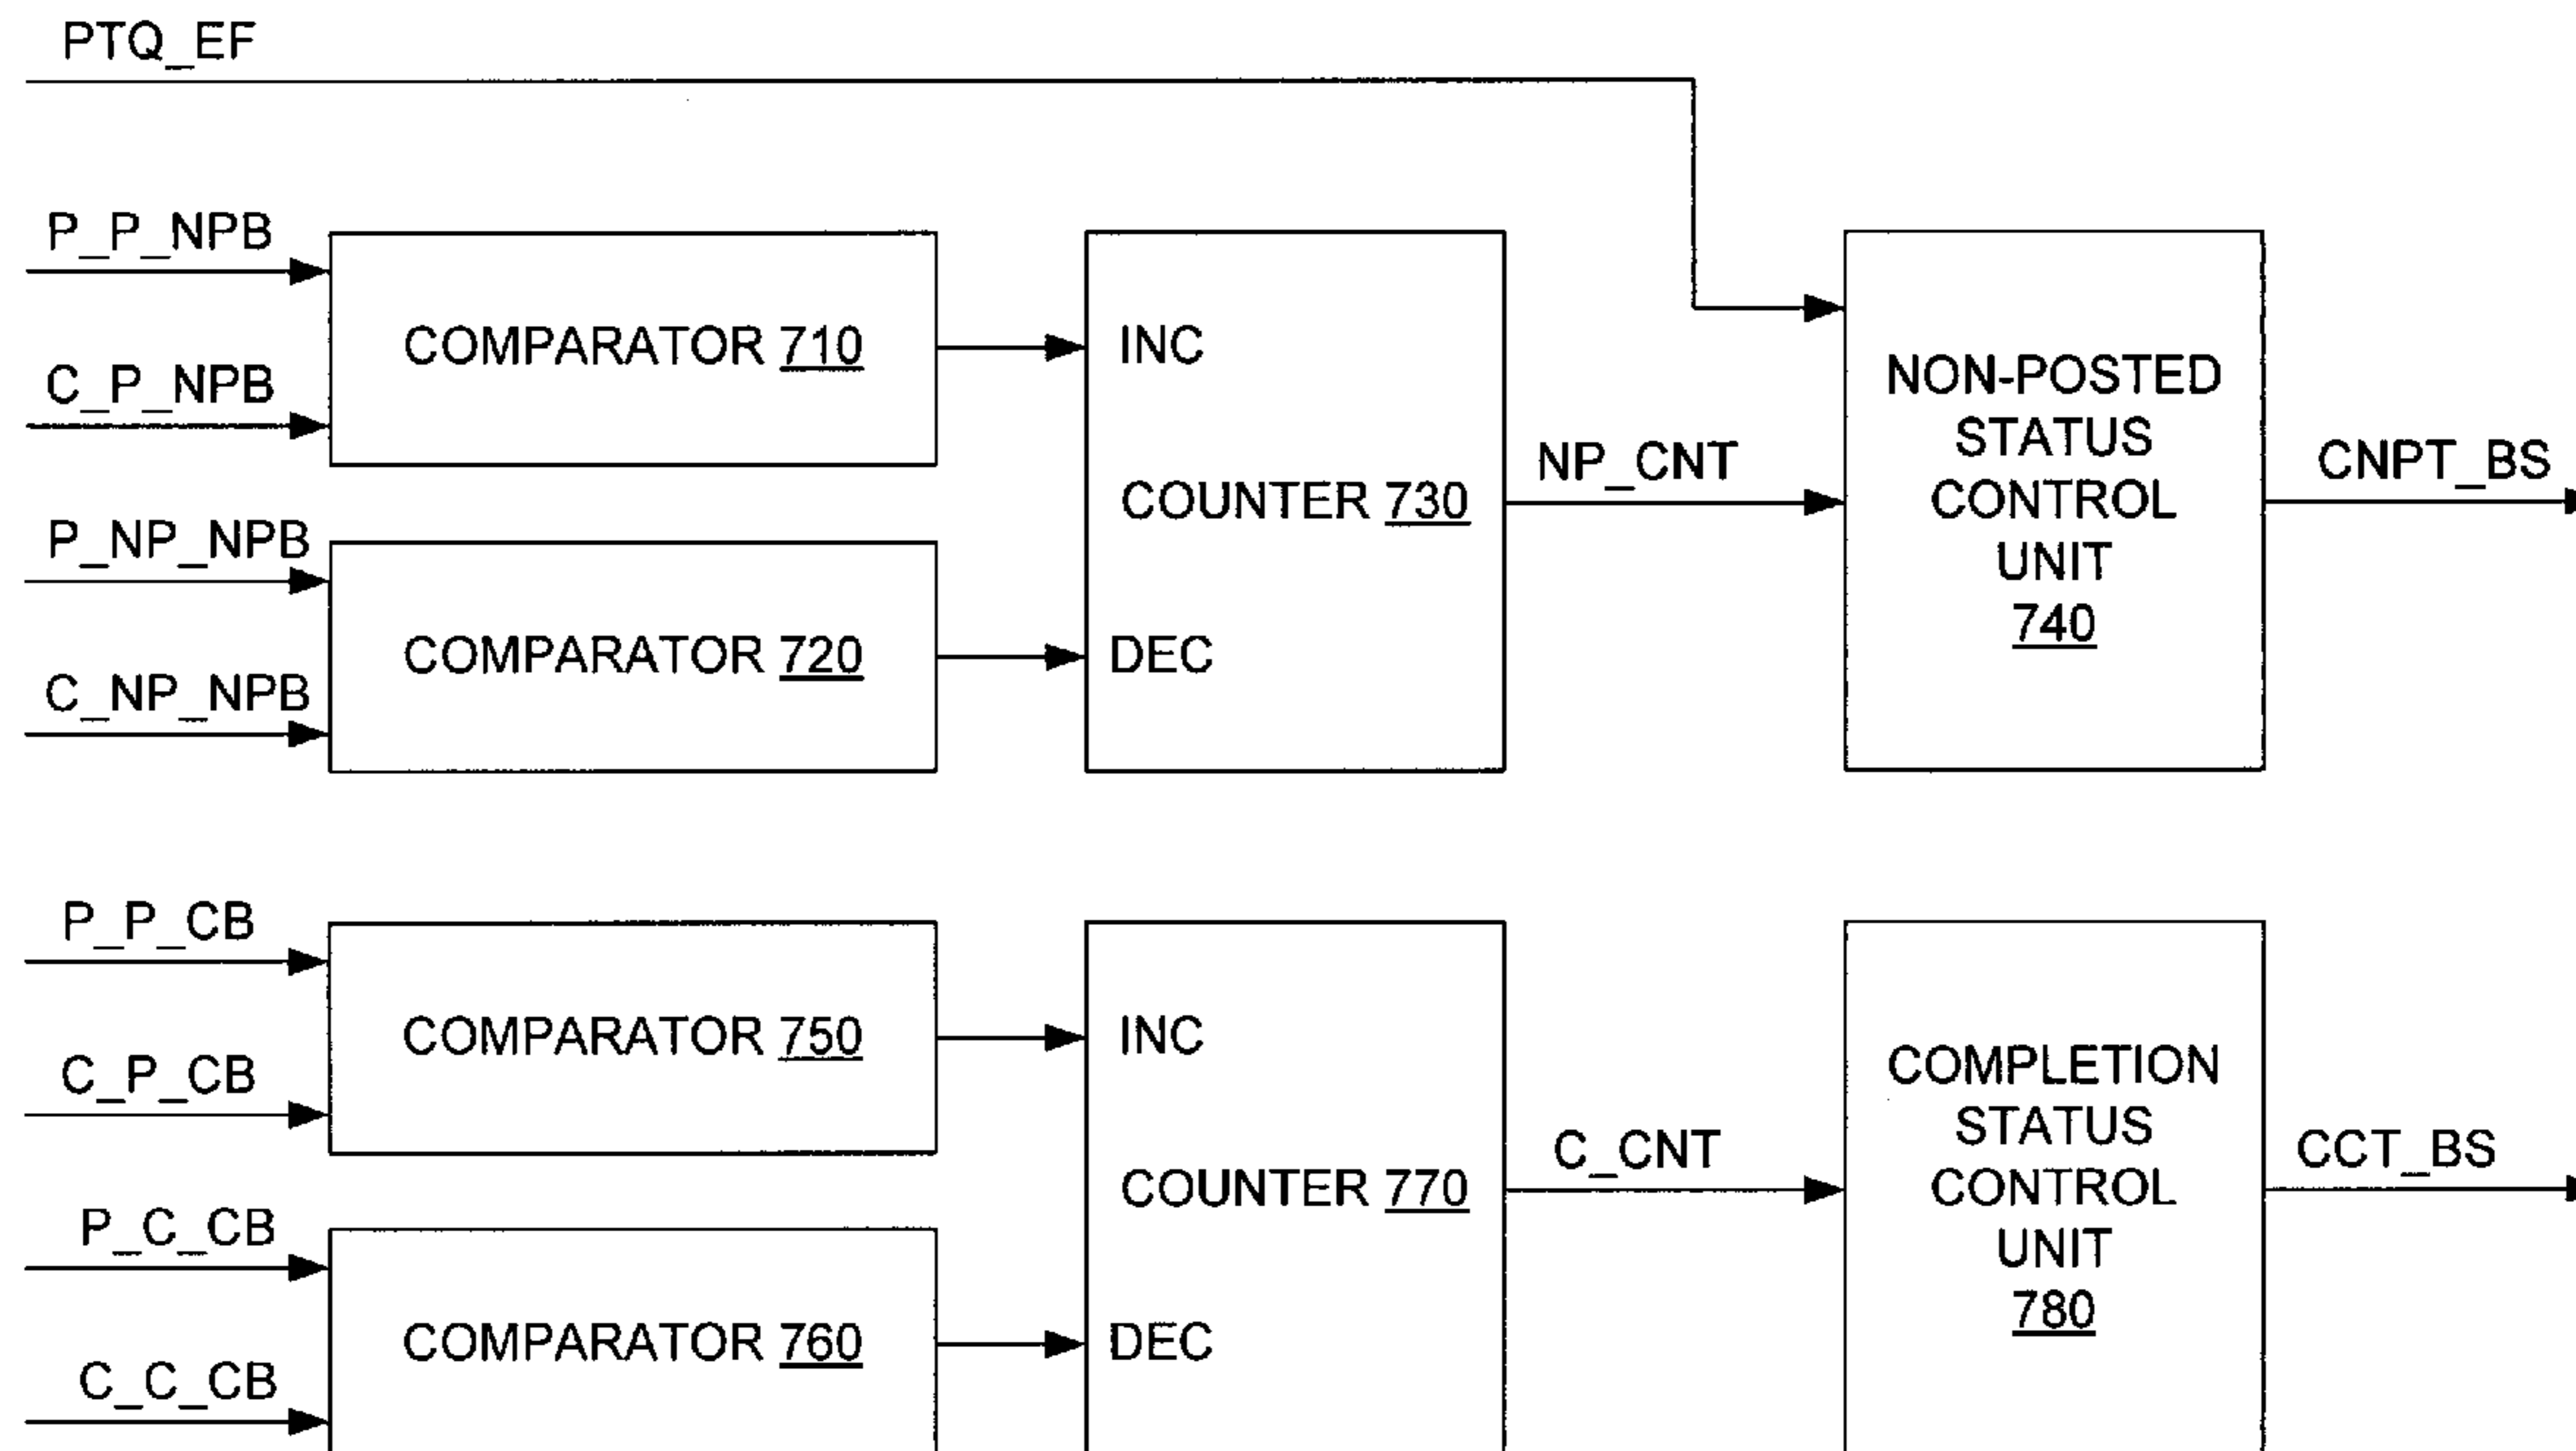 PTQ_EF
P_P_NPB
C_P_NPB
COMPARATOR 710
P_NP_NPB
C_NP_NPB
COMPARATOR 720
INC
COUNTER 730
DEC
NP_CNT
NON-POSTED
STATUS
CONTROL
UNIT
740
CNPT_BS
P_P_CB
C_P_CB
COMPARATOR 750
P_C_CB
C_C_CB
COMPARATOR 760
INC
COUNTER 770
DEC
C_CNT
COMPLETION
STATUS
CONTROL
UNIT
780
CCT_BS